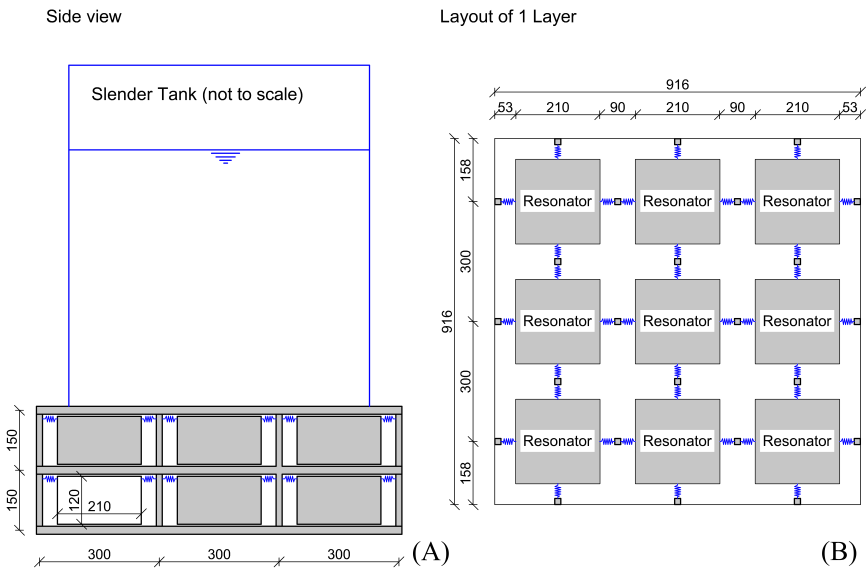 Side view
Layout of 1 Layer
Slender Tank (not to scale)
150
150
120
210
300 300 300
(A)
916
53 210 90 210 90 210 53
158
300
916
300
158
Resonator Resonator Resonator
Resonator Resonator Resonator
Resonator Resonator Resonator
(B)